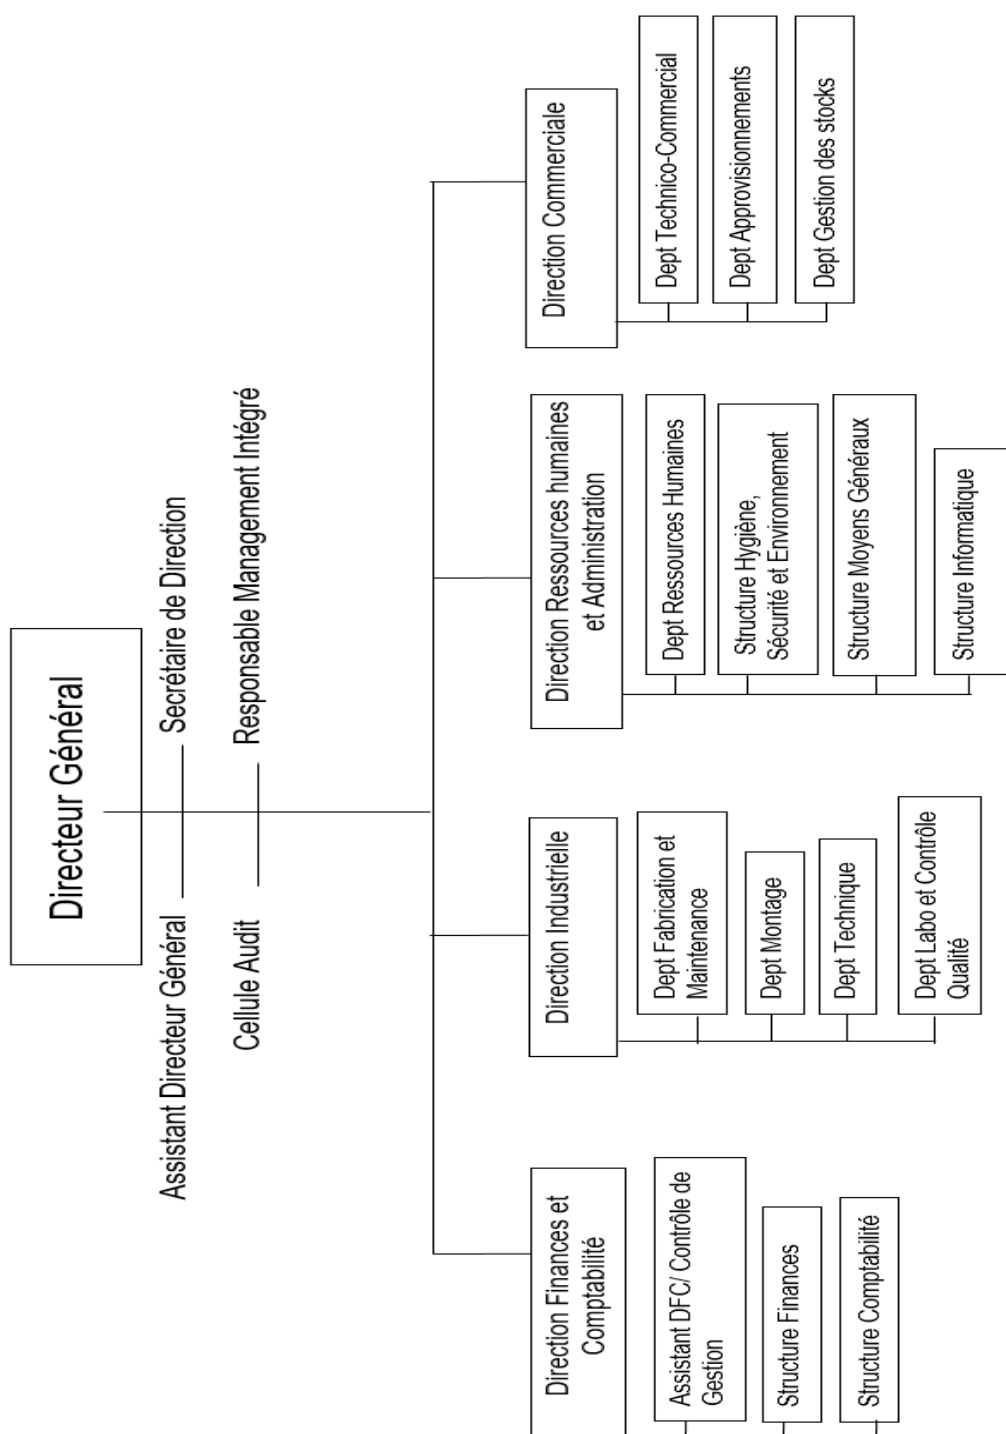 Directeur Général
Assistant Directeur Général
Secrétaire de Direction
Cellule Audit
Responsable Management Intégré
Direction Finances et
Comptabilité
Assistant DFC/ Contrôle de
Gestion
Structure Finances
Structure Comptabilité
Direction Industrielle
Dept Fabrication et
Maintenance
Dept Montage
Dept Technique
Dept Labo et Contrôle
Qualité
Direction Ressources humaines
et Administration
Dept Ressources Humaines
Structure Hygiène,
Sécurité et Environnement
Structure Moyens Généraux
Structure Informatique
Direction Commerciale
Dept Technico-Commercial
Dept Approvisionnements
Dept Gestion des stocks